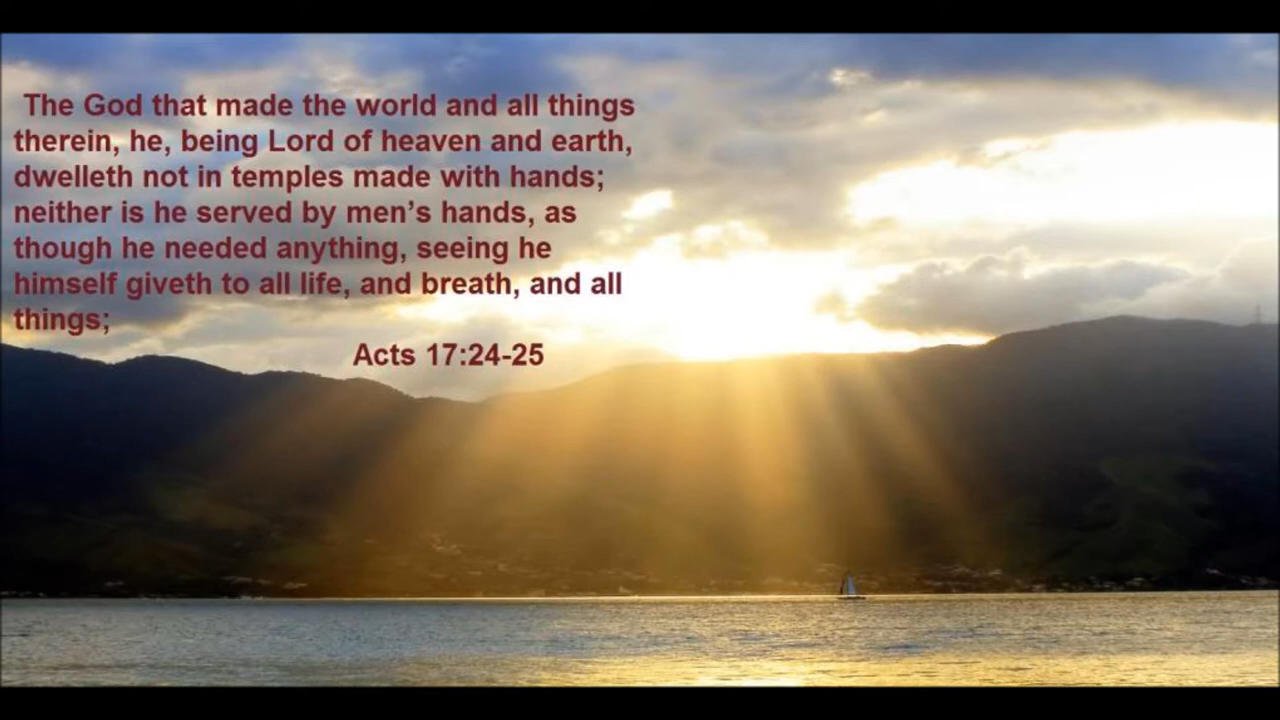 The God that made the world and all things
therein, he, being Lord of heaven and earth,
dwelleth not in temples made with hands;
neither is he served by men’s hands, as
though he needed anything, seeing he
himself giveth to all life, and breath, and all
things;
Acts 17:24-25